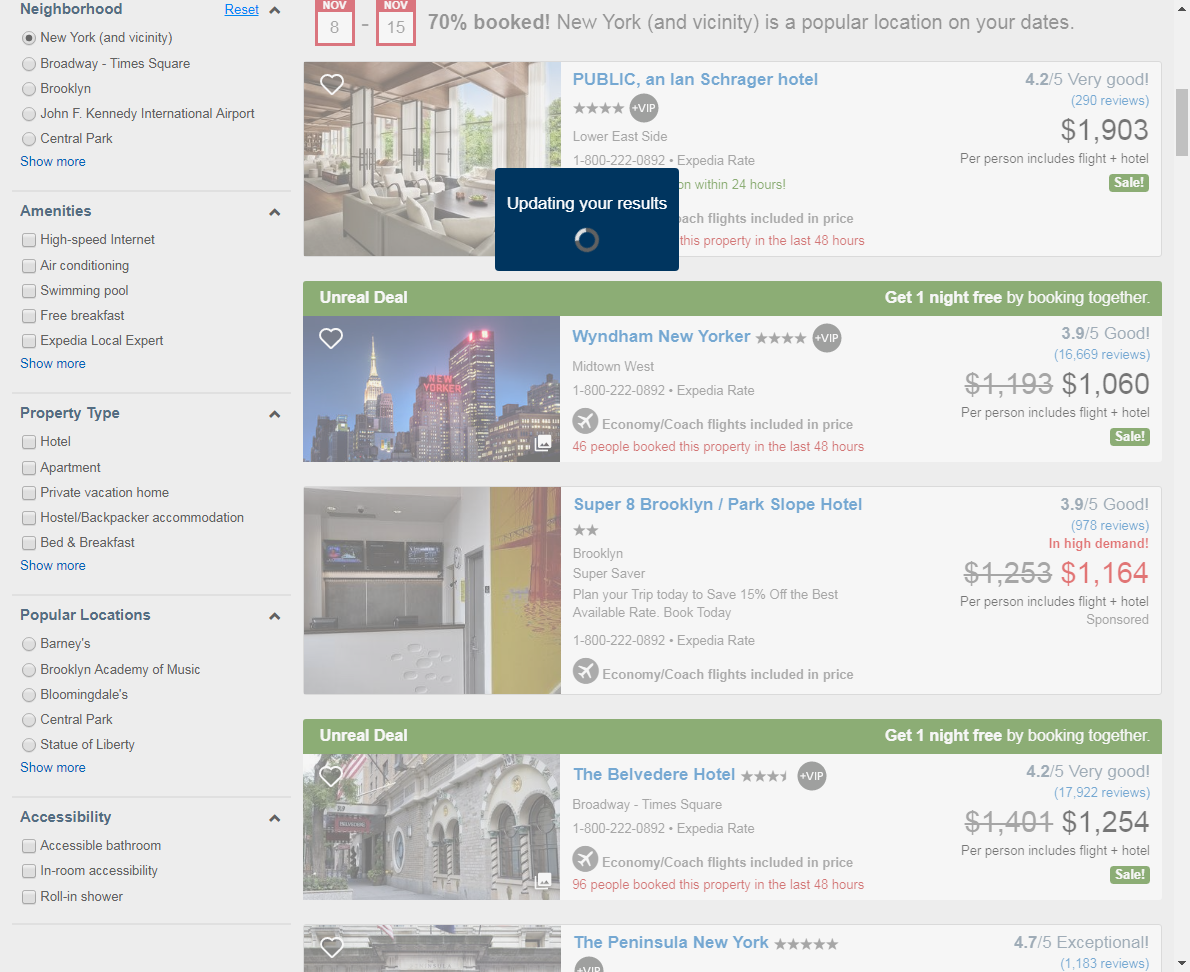 Neighborhood
Reset
New York (and vicinity)
Broadway - Times Square
Brooklyn
John F. Kennedy International Airport
Central Park
Show more
Amenities
High-speed Internet
Air conditioning
Swimming pool
Free breakfast
Expedia Local Expert
Show more
Property Type
Hotel
Apartment
Private vacation home
Hostel/Backpacker accommodation
Bed & Breakfast
Show more
Popular Locations
Barney's
Brooklyn Academy of Music
Bloomingdale's
Central Park
Statue of Liberty
Show more
Accessibility
Accessible bathroom
In-room accessibility
Roll-in shower
NOV
8
-
NOV
15
70% booked! New York (and vicinity) is a popular location on your dates.
PUBLIC, an Ian Schrager hotel
+VIP
Lower East Side
1-800-222-0892 • Expedia Rate
on within 24 hours!
coach flights included in price
this property in the last 48 hours
4.2/5 Very good!
(290 reviews)
$1,903
Per person includes flight + hotel
Sale!
Updating your results
Unreal Deal
Get 1 night free by booking together.
NEW
YORKER
Wyndham New Yorker
+VIP
Midtown West
1-800-222-0892 • Expedia Rate
Economy/Coach flights included in price
46 people booked this property in the last 48 hours
3.9/5 Good!
(16,669 reviews)
$1,193 $1,060
Per person includes flight + hotel
Sale!
Super 8 Brooklyn / Park Slope Hotel
Brooklyn
Super Saver
Plan your Trip today to Save 15% Off the Best
Available Rate. Book Today
1-800-222-0892 • Expedia Rate
Economy/Coach flights included in price
3.9/5 Good!
(978 reviews)
In high demand!
$1,253 $1,164
Per person includes flight + hotel
Sponsored
Unreal Deal
Get 1 night free by booking together.
BELVEDERE
The Belvedere Hotel
+VIP
Broadway - Times Square
1-800-222-0892 • Expedia Rate
Economy/Coach flights included in price
96 people booked this property in the last 48 hours
4.2/5 Very good!
(17,922 reviews)
$1,401 $1,254
Per person includes flight + hotel
Sale!
The Peninsula New York
+VIP
4.7/5 Exceptional!
(1,183 reviews)